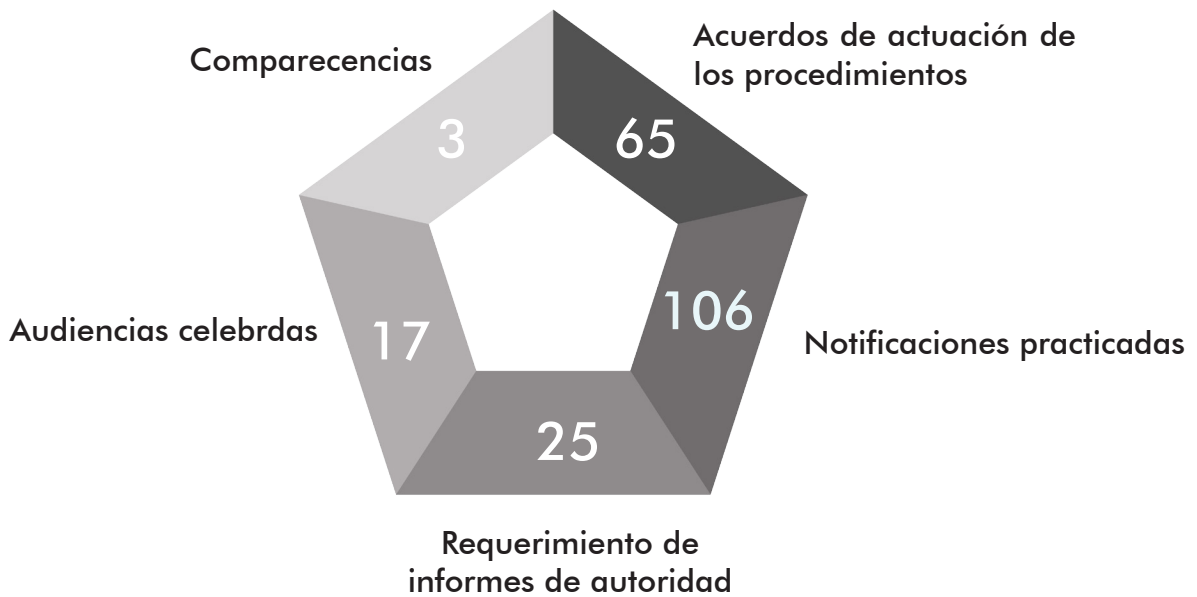 Comparecencias
3
Acuerdos de actuación de
los procedimientos
65
106
Notificaciones practicadas
25
Requerimiento de
informes de autoridad
17
Audiencias celebrdas